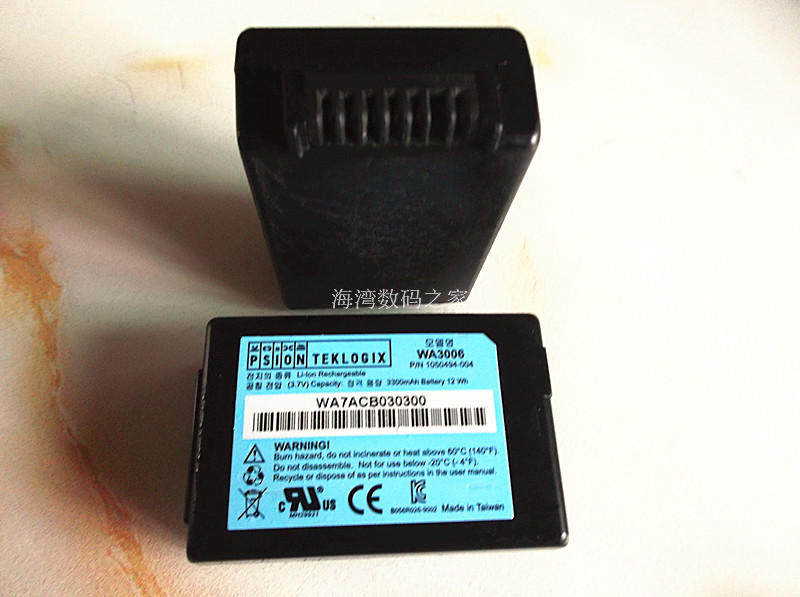 海湾数码之家
PSION TEKLOGIX
모델명
WA3006
P/N 1050494-004
전지의 종류 Li-Ion Rechargeable
공칭 전압 (3.7V) Capacity: 정격 용량 3300mAh Battery 12 Wh
WA7ACB030300
WARNING!
Burn hazard, do not incinerate or heat above 60°C (140°F).
Do not disassemble. Not for use below -20°C (-4°F).
Recycle or dispose of as per instructions in the user manual.
C UR US
CE
Made in Taiwan